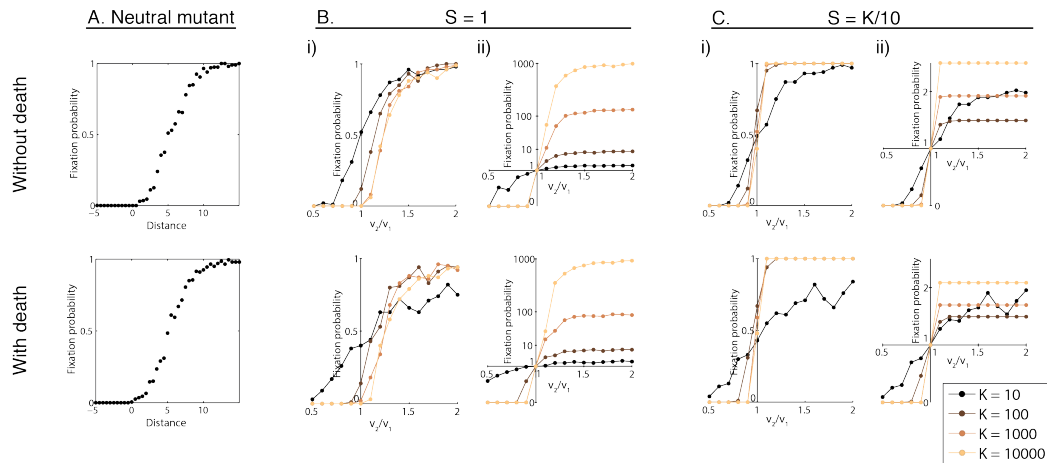 A. Neutral mutant
B.
S = 1
C.
S = K/10
i)
ii)
i)
ii)
Without death
Fixation probability
1
0.5
0
−5
0
5
10
Distance
Fixation probability
1
0.5
0
0.5
1
1.5
2
v2/v1
Fixation probability
1000
100
10
1
0
0.5
1
1.5
2
v2/v1
Fixation probability
1
0.5
0
0.5
1
1.5
2
v2/v1
Fixation probability
2
1
0
0.5
1
1.5
2
v2/v1
With death
Fixation probability
1
0.5
0
-5
0
5
10
Distance
Fixation probability
1
0.5
0
0.5
1
1.5
2
v2/v1
Fixation probability
1000
100
10
1
0
0.5
1
1.5
2
v2/v1
Fixation probability
1
0.5
0
0.5
1
1.5
2
v2/v1
Fixation probability
2
1
0
0.5
1
1.5
2
v2/v1
K = 10
K = 100
K = 1000
K = 10000